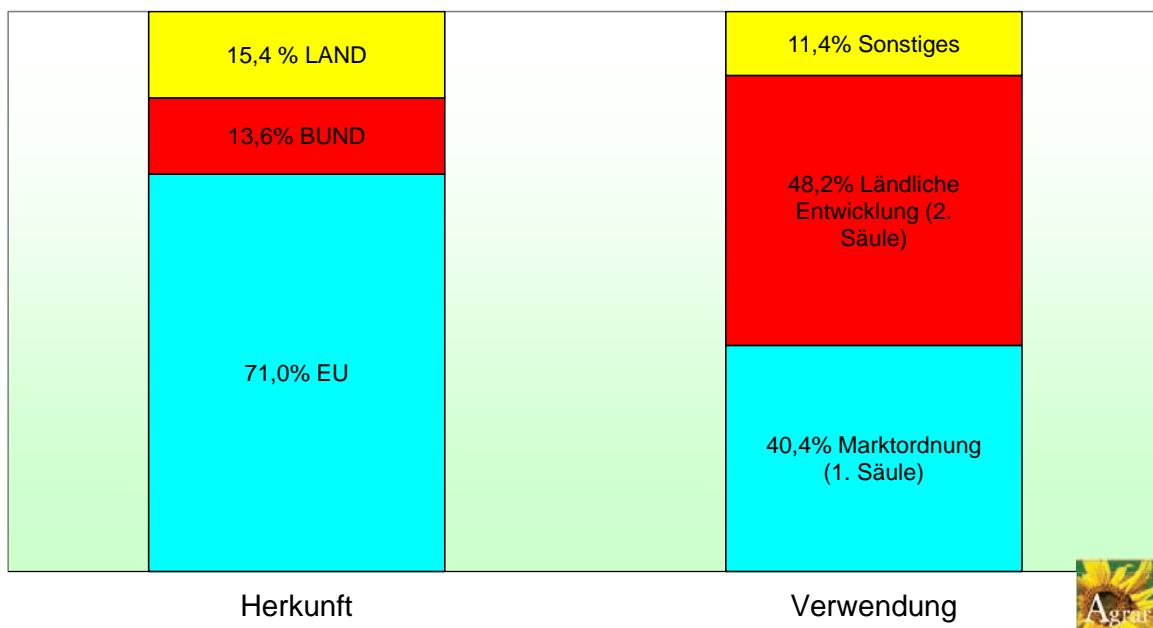 15,4 % LAND
13,6% BUND
71,0% EU
11,4% Sonstiges
48,2% Ländliche
Entwicklung (2.
Säule)
40,4% Marktordnung
(1. Säule)
Herkunft
Verwendung
Agrar